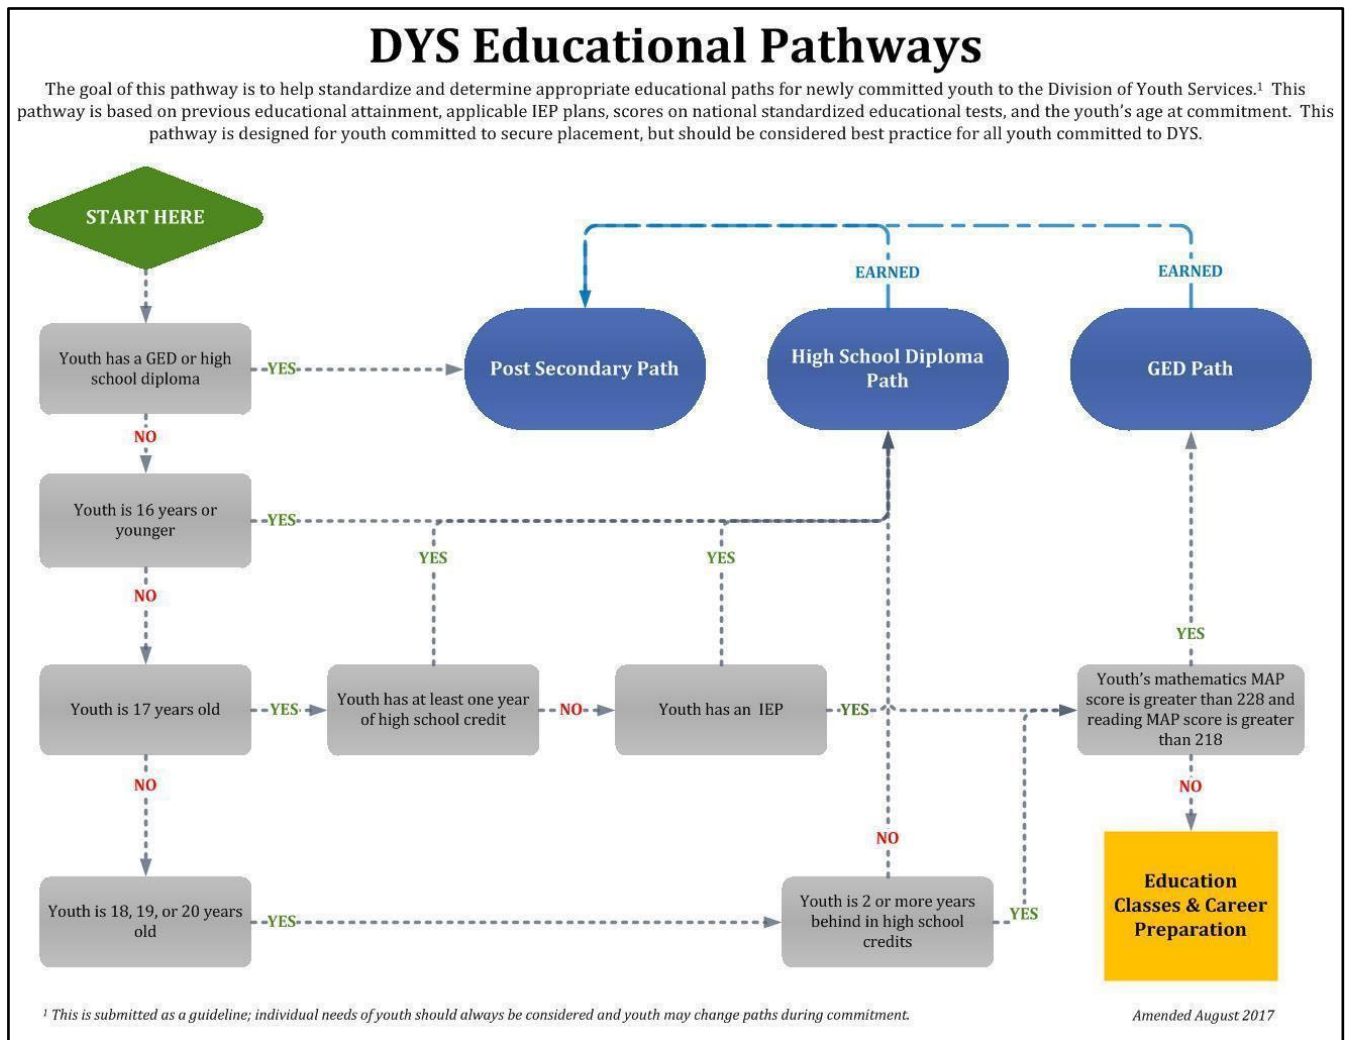 DYS Educational Pathways
The goal of this pathway is to help standardize and determine appropriate educational paths for newly committed youth to the Division of Youth Services.¹ This
pathway is based on previous educational attainment, applicable IEP plans, scores on national standardized educational tests, and the youth's age at commitment. This
pathway is designed for youth committed to secure placement, but should be considered best practice for all youth committed to DYS.
START HERE
EARNED
EARNED
Youth has a GED or high
school diploma
YES
Post Secondary Path
High School Diploma
Path
GED Path
NO
Youth is 16 years or
younger
YES
YES
YES
NO
YES
Youth is 17 years old
YES
Youth has at least one year
of high school credit
NO
Youth has an IEP
YES
Youth's mathematics MAP
score is greater than 228 and
reading MAP score is greater
than 218
NO
NO
NO
Youth is 18, 19, or 20 years
old
YES
Youth is 2 or more years
behind in high school
credits
YES
Education
Classes & Career
Preparation
¹ This is submitted as a guideline; individual needs of youth should always be considered and youth may change paths during commitment.
Amended August 2017